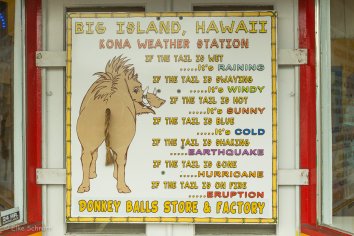 BIG ISLAND, HAWAII
KONA WEATHER STATION
IF THE TAIL IS WET
.....It's RAINING
IF THE TAIL IS SWAYING
.....It's WINDY
IF THE TAIL IS HOT
.....It's SUNNY
IF THE TAIL IS BLUE
.....It's COLD
IF THE TAIL IS SHAKING
.....EARTHQUAKE
IF THE TAIL IS GONE
.....HURRICANE
IF THE TAIL IS ON FIRE
.....ERUPTION
DONKEY BALLS STORE & FACTORY